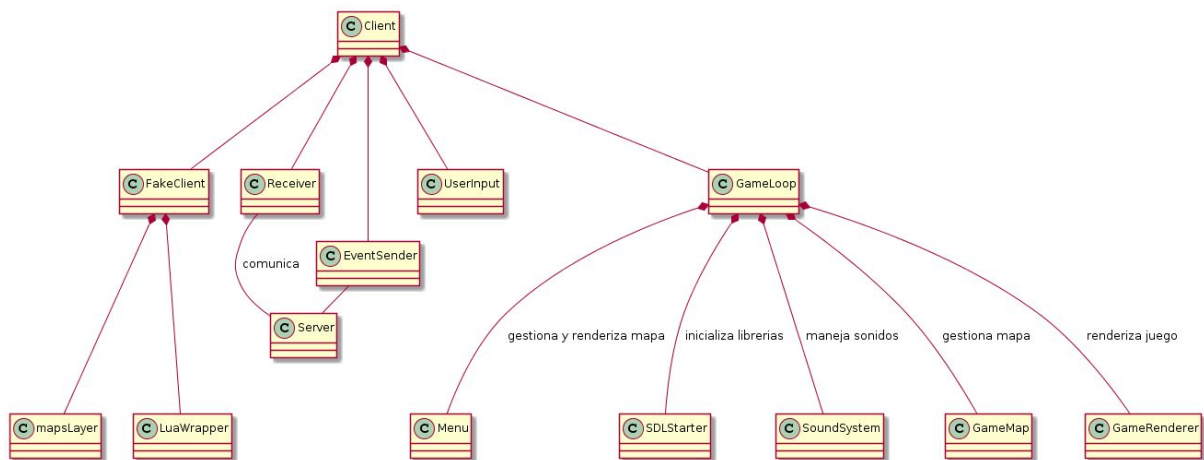 C Client
C FakeClient
C Receiver
C UserInput
C GameLoop
C EventSender
comunica
C Server
gestiona y renderiza mapa
inicializa librerias
maneja sonidos
gestiona mapa
renderiza juego
C mapsLayer
C LuaWrapper
C Menu
C SDLStarter
C SoundSystem
C GameMap
C GameRenderer